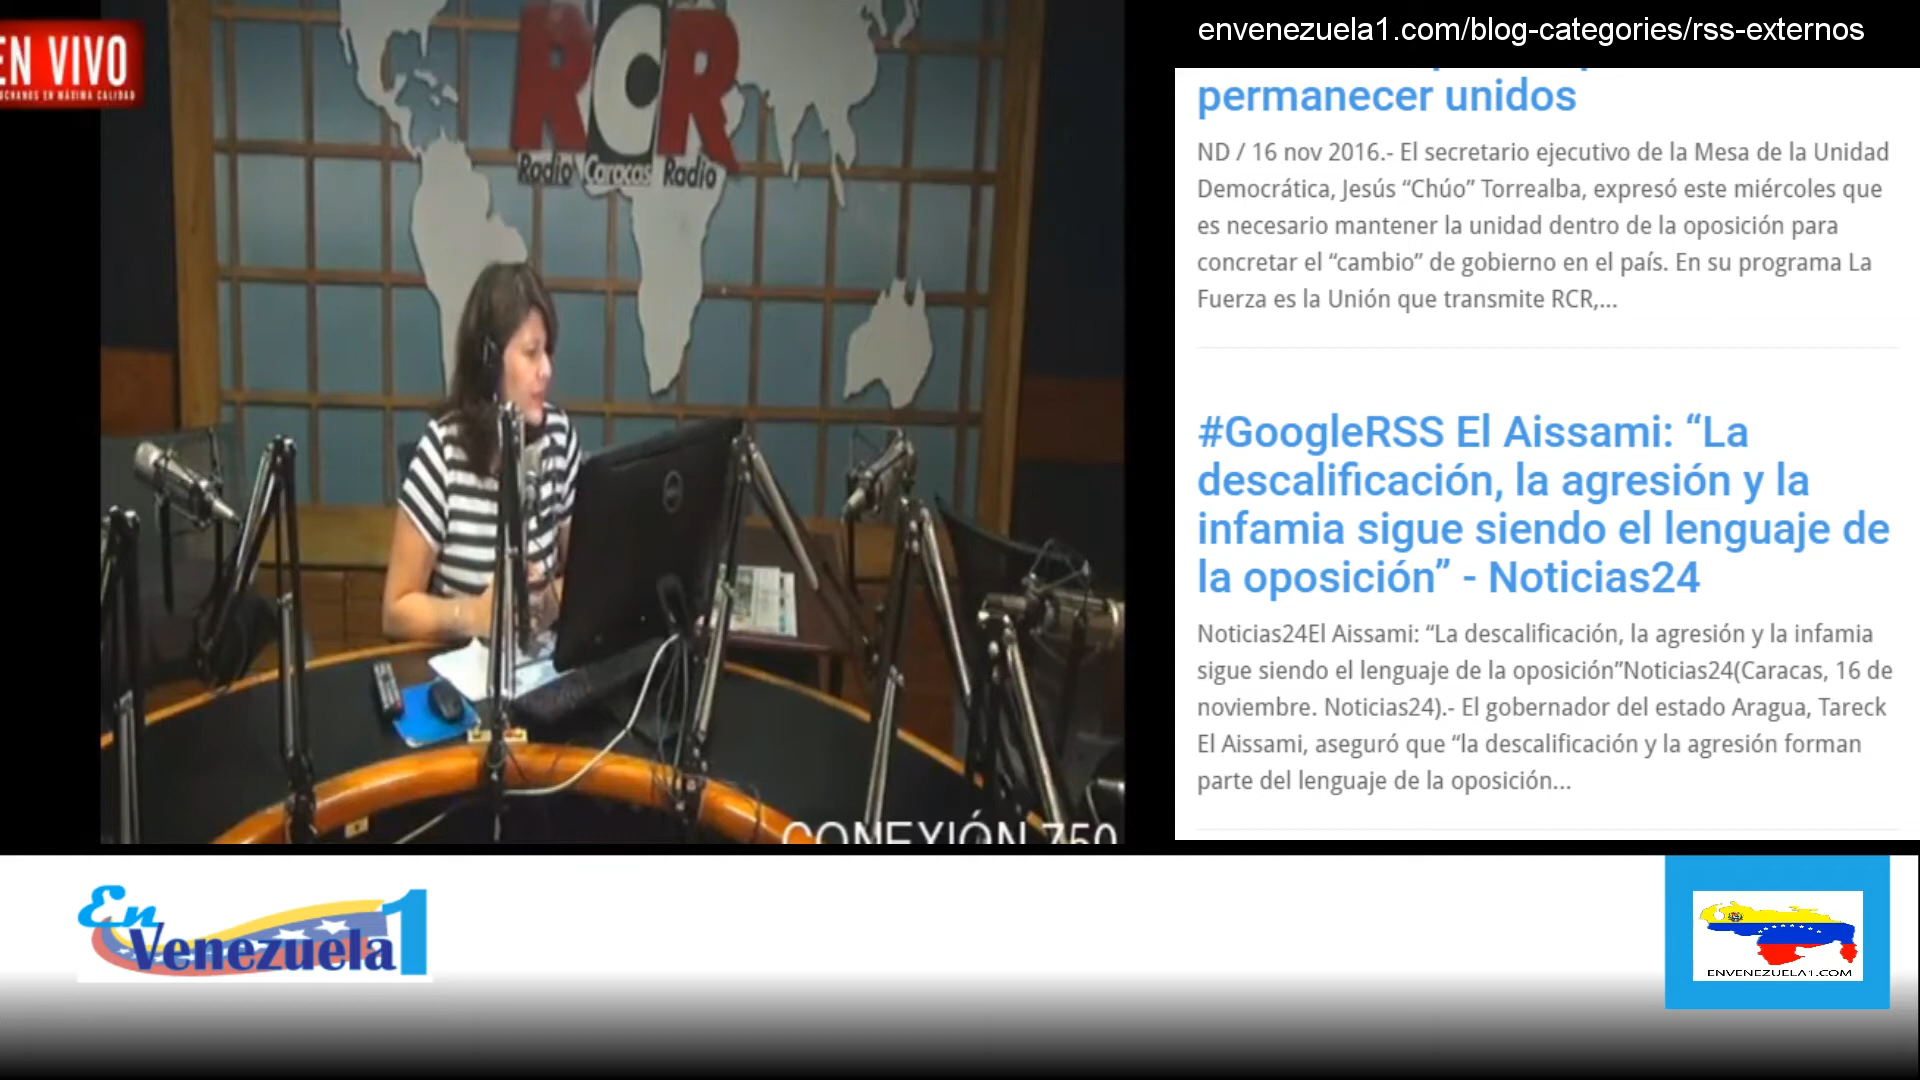 EN VIVO
RCR
Radio Caracas Radio
CONEXIÓN 750
envenezuela1.com/blog-categories/rss-externos
permanecer unidos
ND / 16 nov 2016.- El secretario ejecutivo de la Mesa de la Unidad
Democrática, Jesús “Chúo” Torrealba, expresó este miércoles que
es necesario mantener la unidad dentro de la oposición para
concretar el “cambio” de gobierno en el país. En su programa La
Fuerza es la Unión que transmite RCR,...
#GoogleRSS El Aissami: “La
descalificación, la agresión y la
infamia sigue siendo el lenguaje de
la oposición” - Noticias24
Noticias24El Aissami: “La descalificación, la agresión y la infamia
sigue siendo el lenguaje de la oposición”Noticias24(Caracas, 16 de
noviembre. Noticias24).- El gobernador del estado Aragua, Tareck
El Aissami, aseguró que “la descalificación y la agresión forman
parte del lenguaje de la oposición...
En
Venezuela1
ENVENEZUELA1.COM